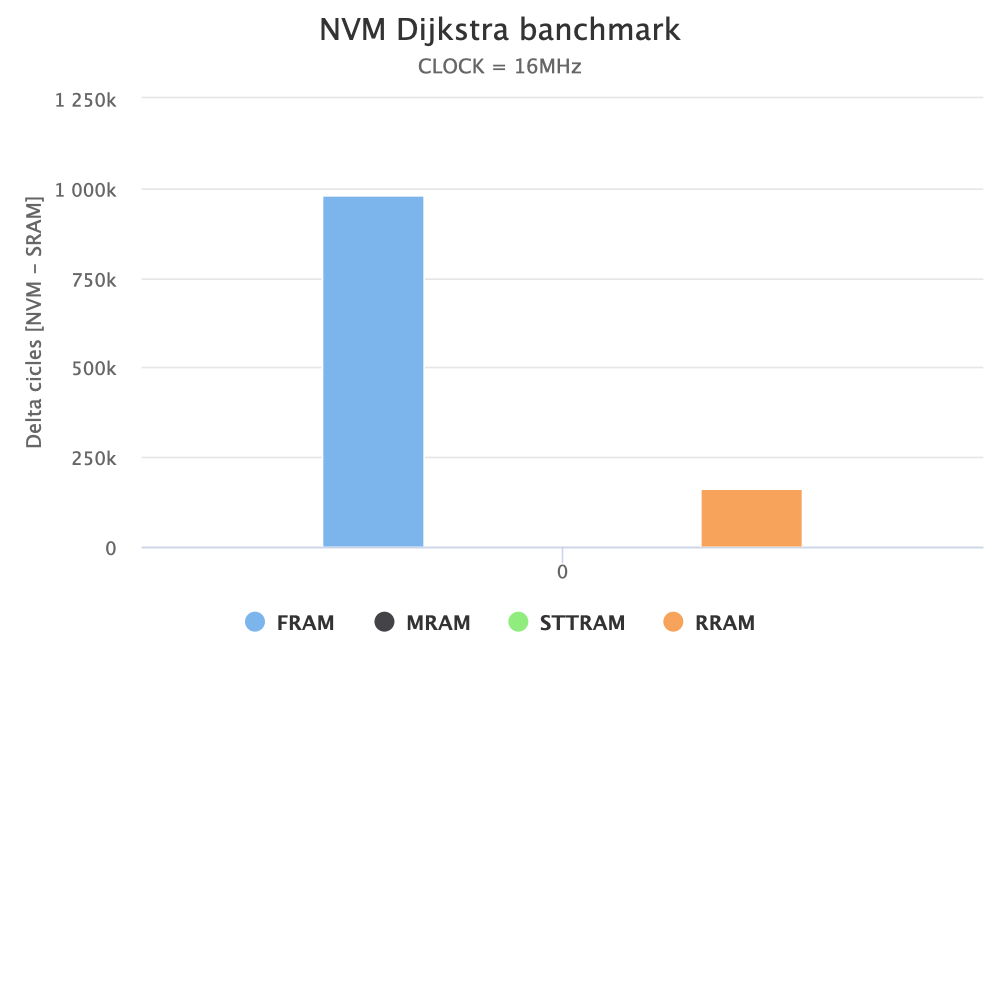 NVM Dijkstra banchmark
CLOCK = 16MHz
Delta cicles [NVM – SRAM]
1 250k
1 000k
750k
500k
250k
0
0
FRAM
MRAM
STTRAM
RRAM